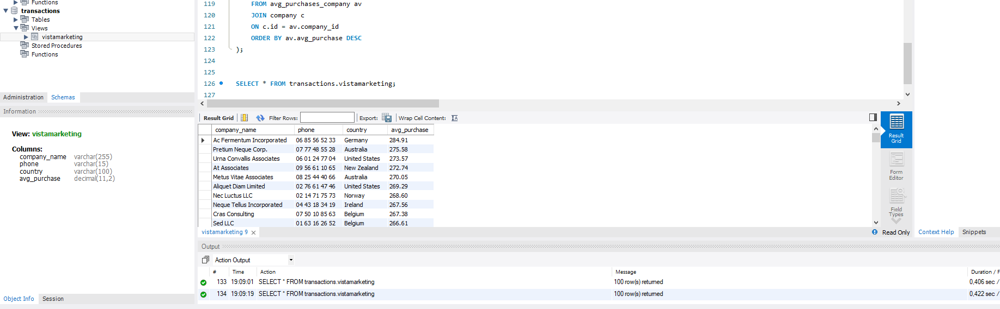 Functions
transactions
Tables
Views
vistamarketing
Stored Procedures
Functions
Administration Schemas
Information
View: vistamarketing
Columns:
company_name varchar(255)
phone varchar(15)
country varchar(100)
avg_purchase decimal(11,2)
Object Info Session
119 FROM avg_purchases_company av
120 JOIN company c
121 ON c.id = av.company_id
122 ORDER BY av.avg_purchase DESC
123 );
124
125
126 SELECT * FROM transactions.vistamarketing;
127
Result Grid Filter Rows: Export: Wrap Cell Content:
company_name phone country avg_purchase
Ac Fermentum Incorporated 06 85 56 52 33 Germany 284.91
Pretium Neque Corp. 07 77 48 55 28 Australia 275.58
Urna Convallis Associates 06 01 24 77 04 United States 273.57
At Associates 09 56 61 10 65 New Zealand 272.74
Metus Vitae Associates 08 25 44 40 66 Australia 270.05
Aliquet Diam Limited 02 76 61 47 46 United States 269.29
Nec Luctus LLC 02 14 71 75 73 Norway 268.60
Neque Tellus Incorporated 04 43 18 34 19 Ireland 267.56
Cras Consulting 07 50 10 85 63 Belgium 267.38
Sed LLC 01 63 16 26 52 Belgium 266.61
Result
Grid
Form
Editor
Field
Types
vistamarketing 9 Read Only
Context Help Snippets
Output
Action Output
# Time Action Message Duration / F
133 19:09:01 SELECT * FROM transactions.vistamarketing 100 row(s) returned 0,406 sec /
134 19:09:19 SELECT * FROM transactions.vistamarketing 100 row(s) returned 0,422 sec /